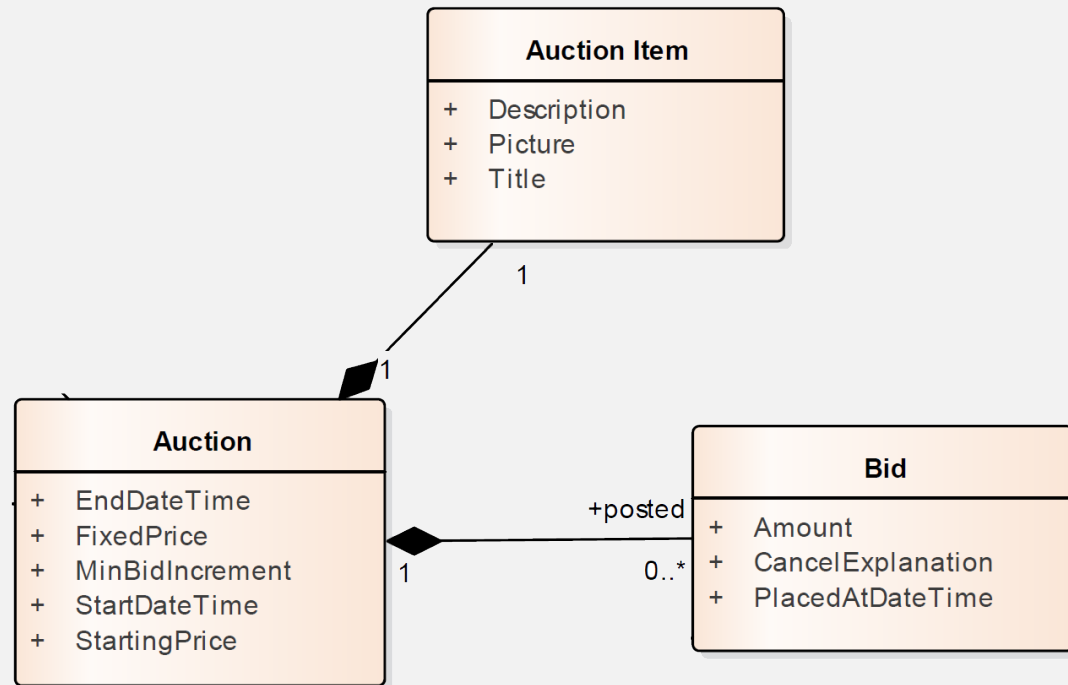 Auction Item
+ Description
+ Picture
+ Title
1
1
Auction
+ EndDateTime
+ FixedPrice
+ MinBidIncrement
+ StartDateTime
+ StartingPrice
1
+posted
0..*
Bid
+ Amount
+ CancelExplanation
+ PlacedAtDateTime